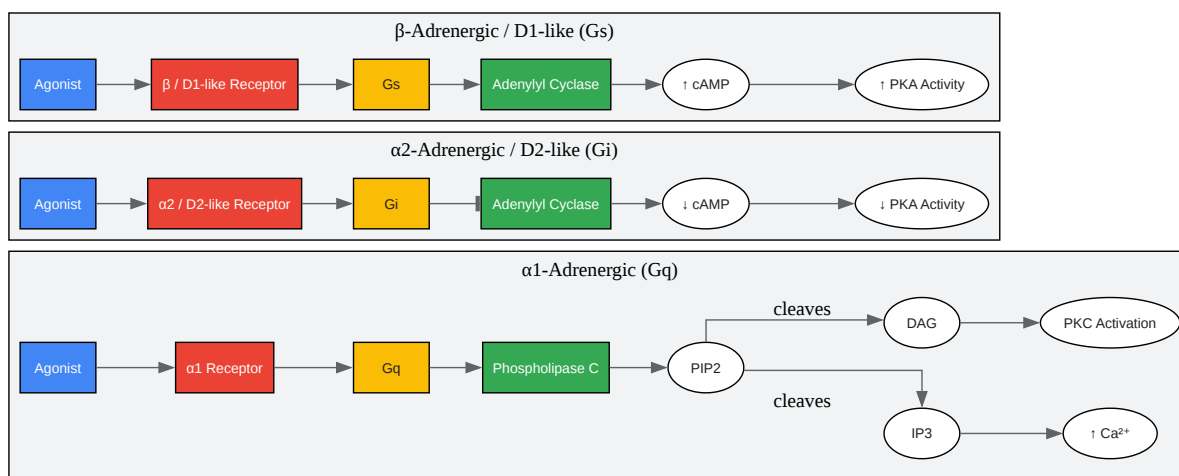 β-Adrenergic / D1-like (Gs)
Agonist
β / D1-like Receptor
Gs
Adenylyl Cyclase
↑ cAMP
↑ PKA Activity
α2-Adrenergic / D2-like (Gi)
Agonist
α2 / D2-like Receptor
Gi
Adenylyl Cyclase
↓ cAMP
↓ PKA Activity
α1-Adrenergic (Gq)
Agonist
α1 Receptor
Gq
Phospholipase C
PIP2
cleaves
DAG
PKC Activation
cleaves
IP3
↑ Ca²⁺